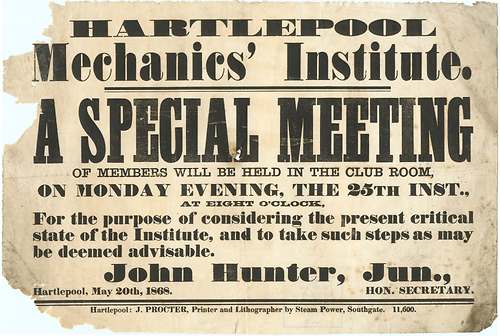 HARTLEPOOL
Mechanics' Institute.
A SPECIAL MEETING
OF MEMBERS WILL BE HELD IN THE CLUB ROOM,
ON MONDAY EVENING, THE 25TH INST.,
AT EIGHT O'CLOCK,
For the purpose of considering the present critical
state of the Institute, and to take such steps as may
be deemed advisable.
John Hunter, Jun.,
Hartlepool, May 20th, 1868. HON. SECRETARY.
Hartlepool: J. PROCTER, Printer and Lithographer by Steam Power, Southgate. 11,600.